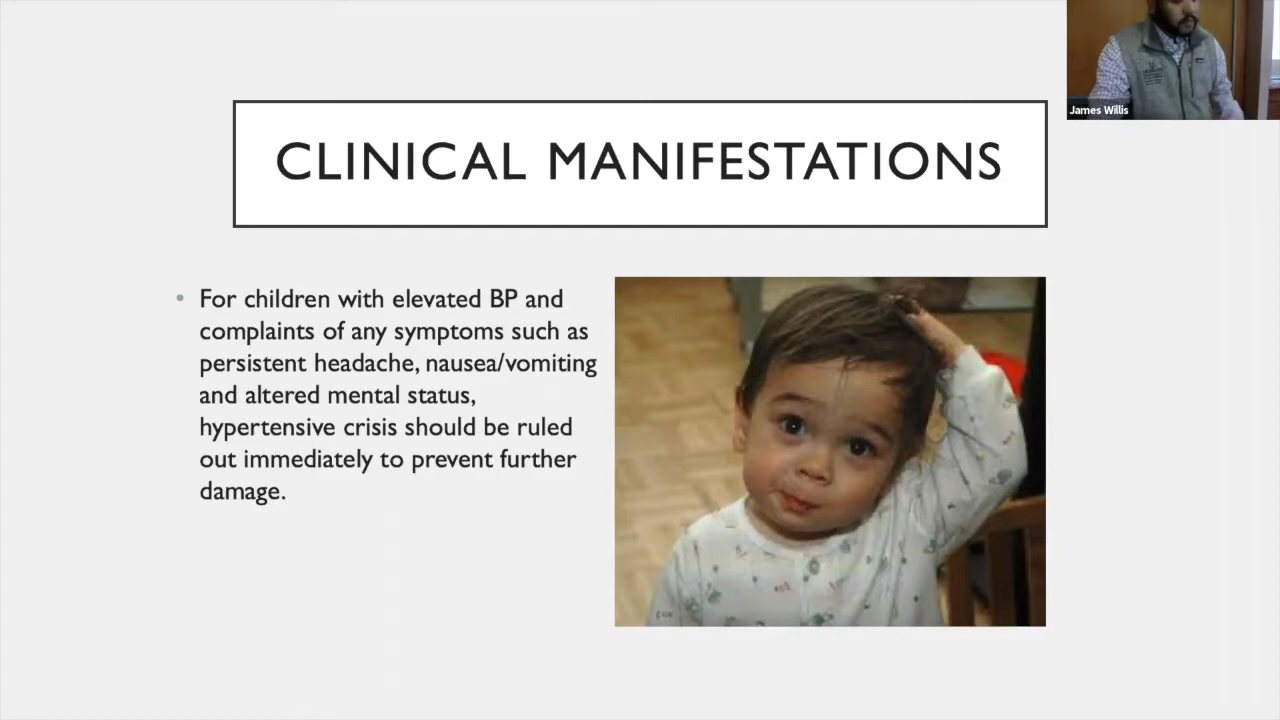 James Willis
CLINICAL MANIFESTATIONS
• For children with elevated BP and
complaints of any symptoms such as
persistent headache, nausea/vomiting
and altered mental status,
hypertensive crisis should be ruled
out immediately to prevent further
damage.